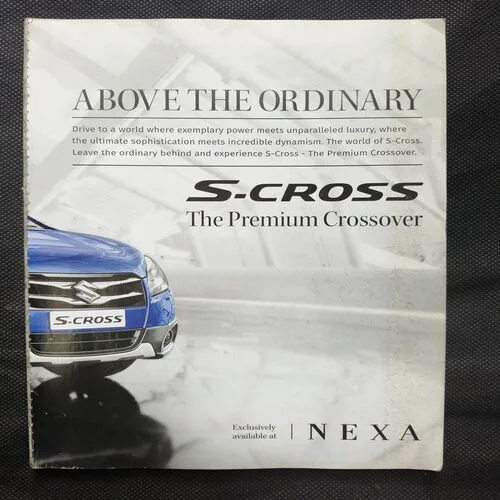 ABOVE THE ORDINARY
Drive to a world where exemplary power meets unparalleled luxury, where
the ultimate sophistication meets incredible dynamism. The world of S-Cross.
Leave the ordinary behind and experience S-Cross - The Premium Crossover.
S-CROSS
The Premium Crossover
S-CROSS
Exclusively
available at | NEXA